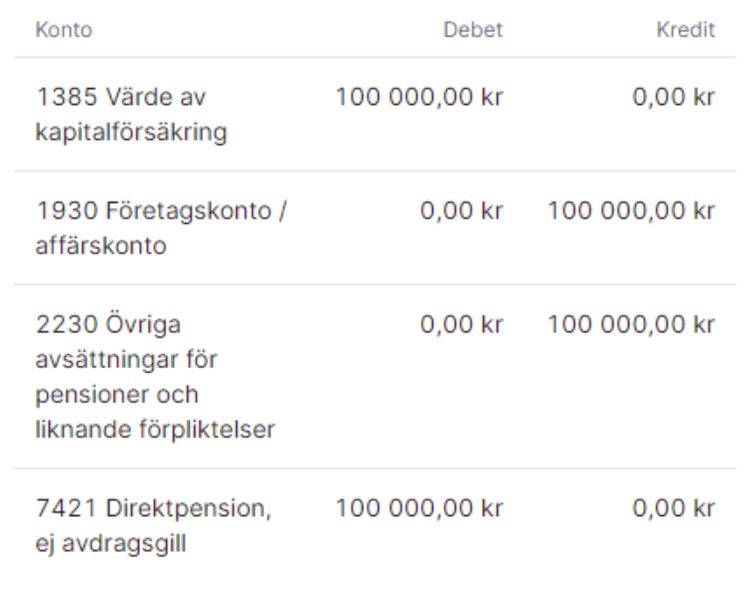 Konto Debet Kredit
1385 Värde av 100 000,00 kr 0,00 kr
kapitalförsäkring
1930 Företagskonto / 0,00 kr 100 000,00 kr
affärskonto
2230 Övriga 0,00 kr 100 000,00 kr
avsättningar för
pensioner och
liknande förpliktelser
7421 Direktpension, 100 000,00 kr 0,00 kr
ej avdragsgill